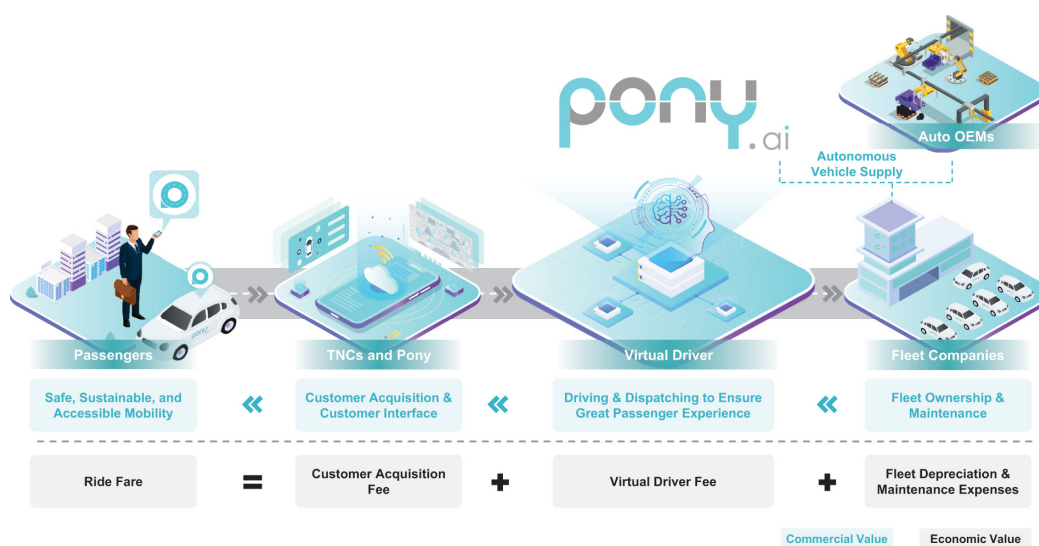 pony.ai
Auto OEMs
Autonomous
Vehicle Supply
pony
Passengers
TNCs and Pony
Virtual Driver
Fleet Companies
Safe, Sustainable, and
Accessible Mobility
Customer Acquisition &
Customer Interface
Driving & Dispatching to Ensure
Great Passenger Experience
Fleet Ownership &
Maintenance
Ride Fare
=
Customer Acquisition
Fee
+
Virtual Driver Fee
+
Fleet Depreciation &
Maintenance Expenses
Commercial Value
Economic Value